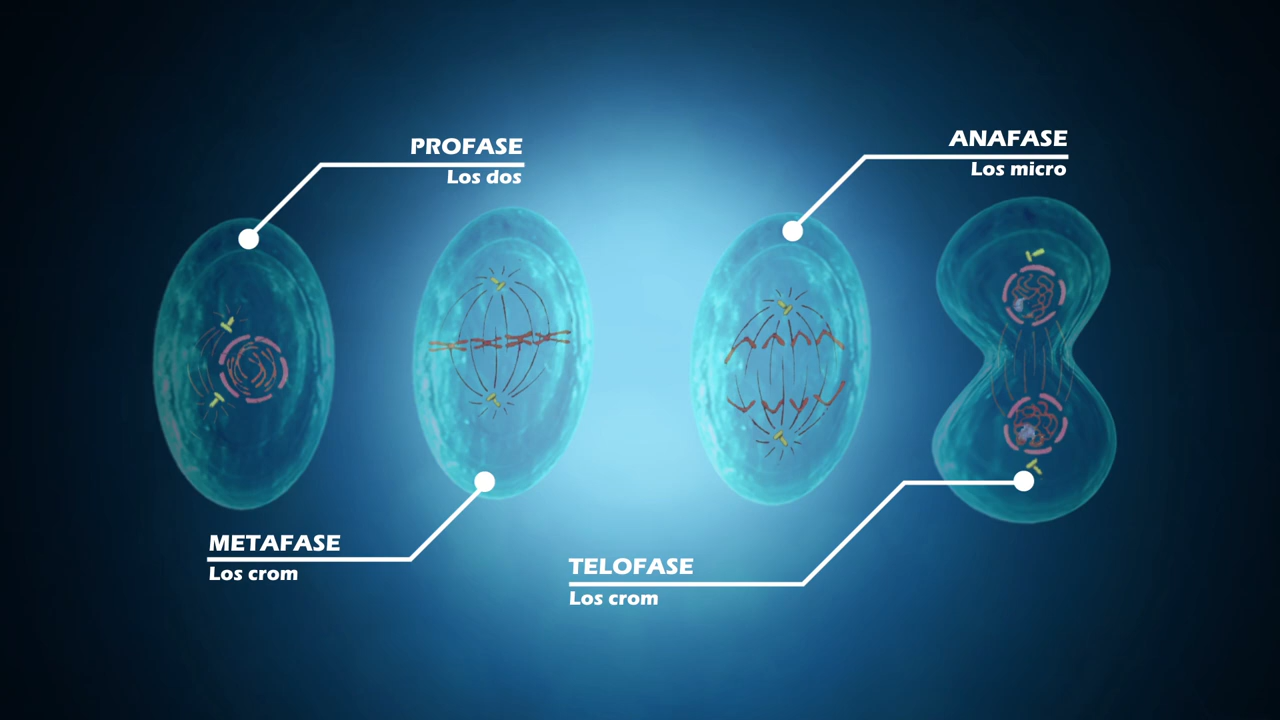 PROFASE
Los dos
METAFASE
Los crom
ANAFASE
Los micro
TELOFASE
Los crom